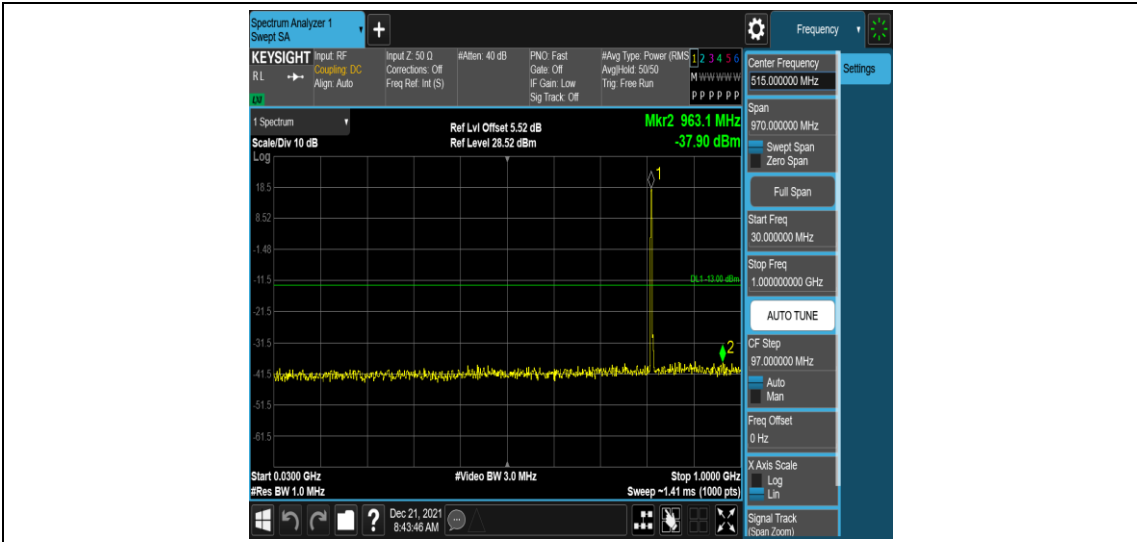 Spectrum Analyzer 1
Swept SA
+
Frequency
KEYSIGHT
RL
Input: RF
Coupling: DC
Align: Auto
Input Z: 50 Ω
Corrections: Off
Freq Ref: Int (S)
#Atten: 40 dB
PNO: Fast
Gate: Off
IF Gain: Low
Sig Track: Off
#Avg Type: Power (RMS
Avg|Hold: 50/50
Trig: Free Run
1 2 3 4 5 6
M W W W W W
P P P P P P
1 Spectrum
Scale/Div 10 dB
Ref Lvl Offset 5.52 dB
Ref Level 28.52 dBm
Mkr2 963.1 MHz
-37.90 dBm
Log
1
18.5
8.52
-1.48
-11.5
DL1 -13.00 dBm
-21.5
-31.5
2
-41.5
-51.5
-61.5
Start 0.0300 GHz
#Res BW 1.0 MHz
#Video BW 3.0 MHz
Stop 1.0000 GHz
Sweep ~1.41 ms (1000 pts)
Dec 21, 2021
8:43:46 AM
?
Center Frequency
515.000000 MHz
Settings
Span
970.000000 MHz
Swept Span
Zero Span
Full Span
Start Freq
30.000000 MHz
Stop Freq
1.000000000 GHz
AUTO TUNE
CF Step
97.000000 MHz
Auto
Man
Freq Offset
0 Hz
X Axis Scale
Log
Lin
Signal Track
(Span Zoom)